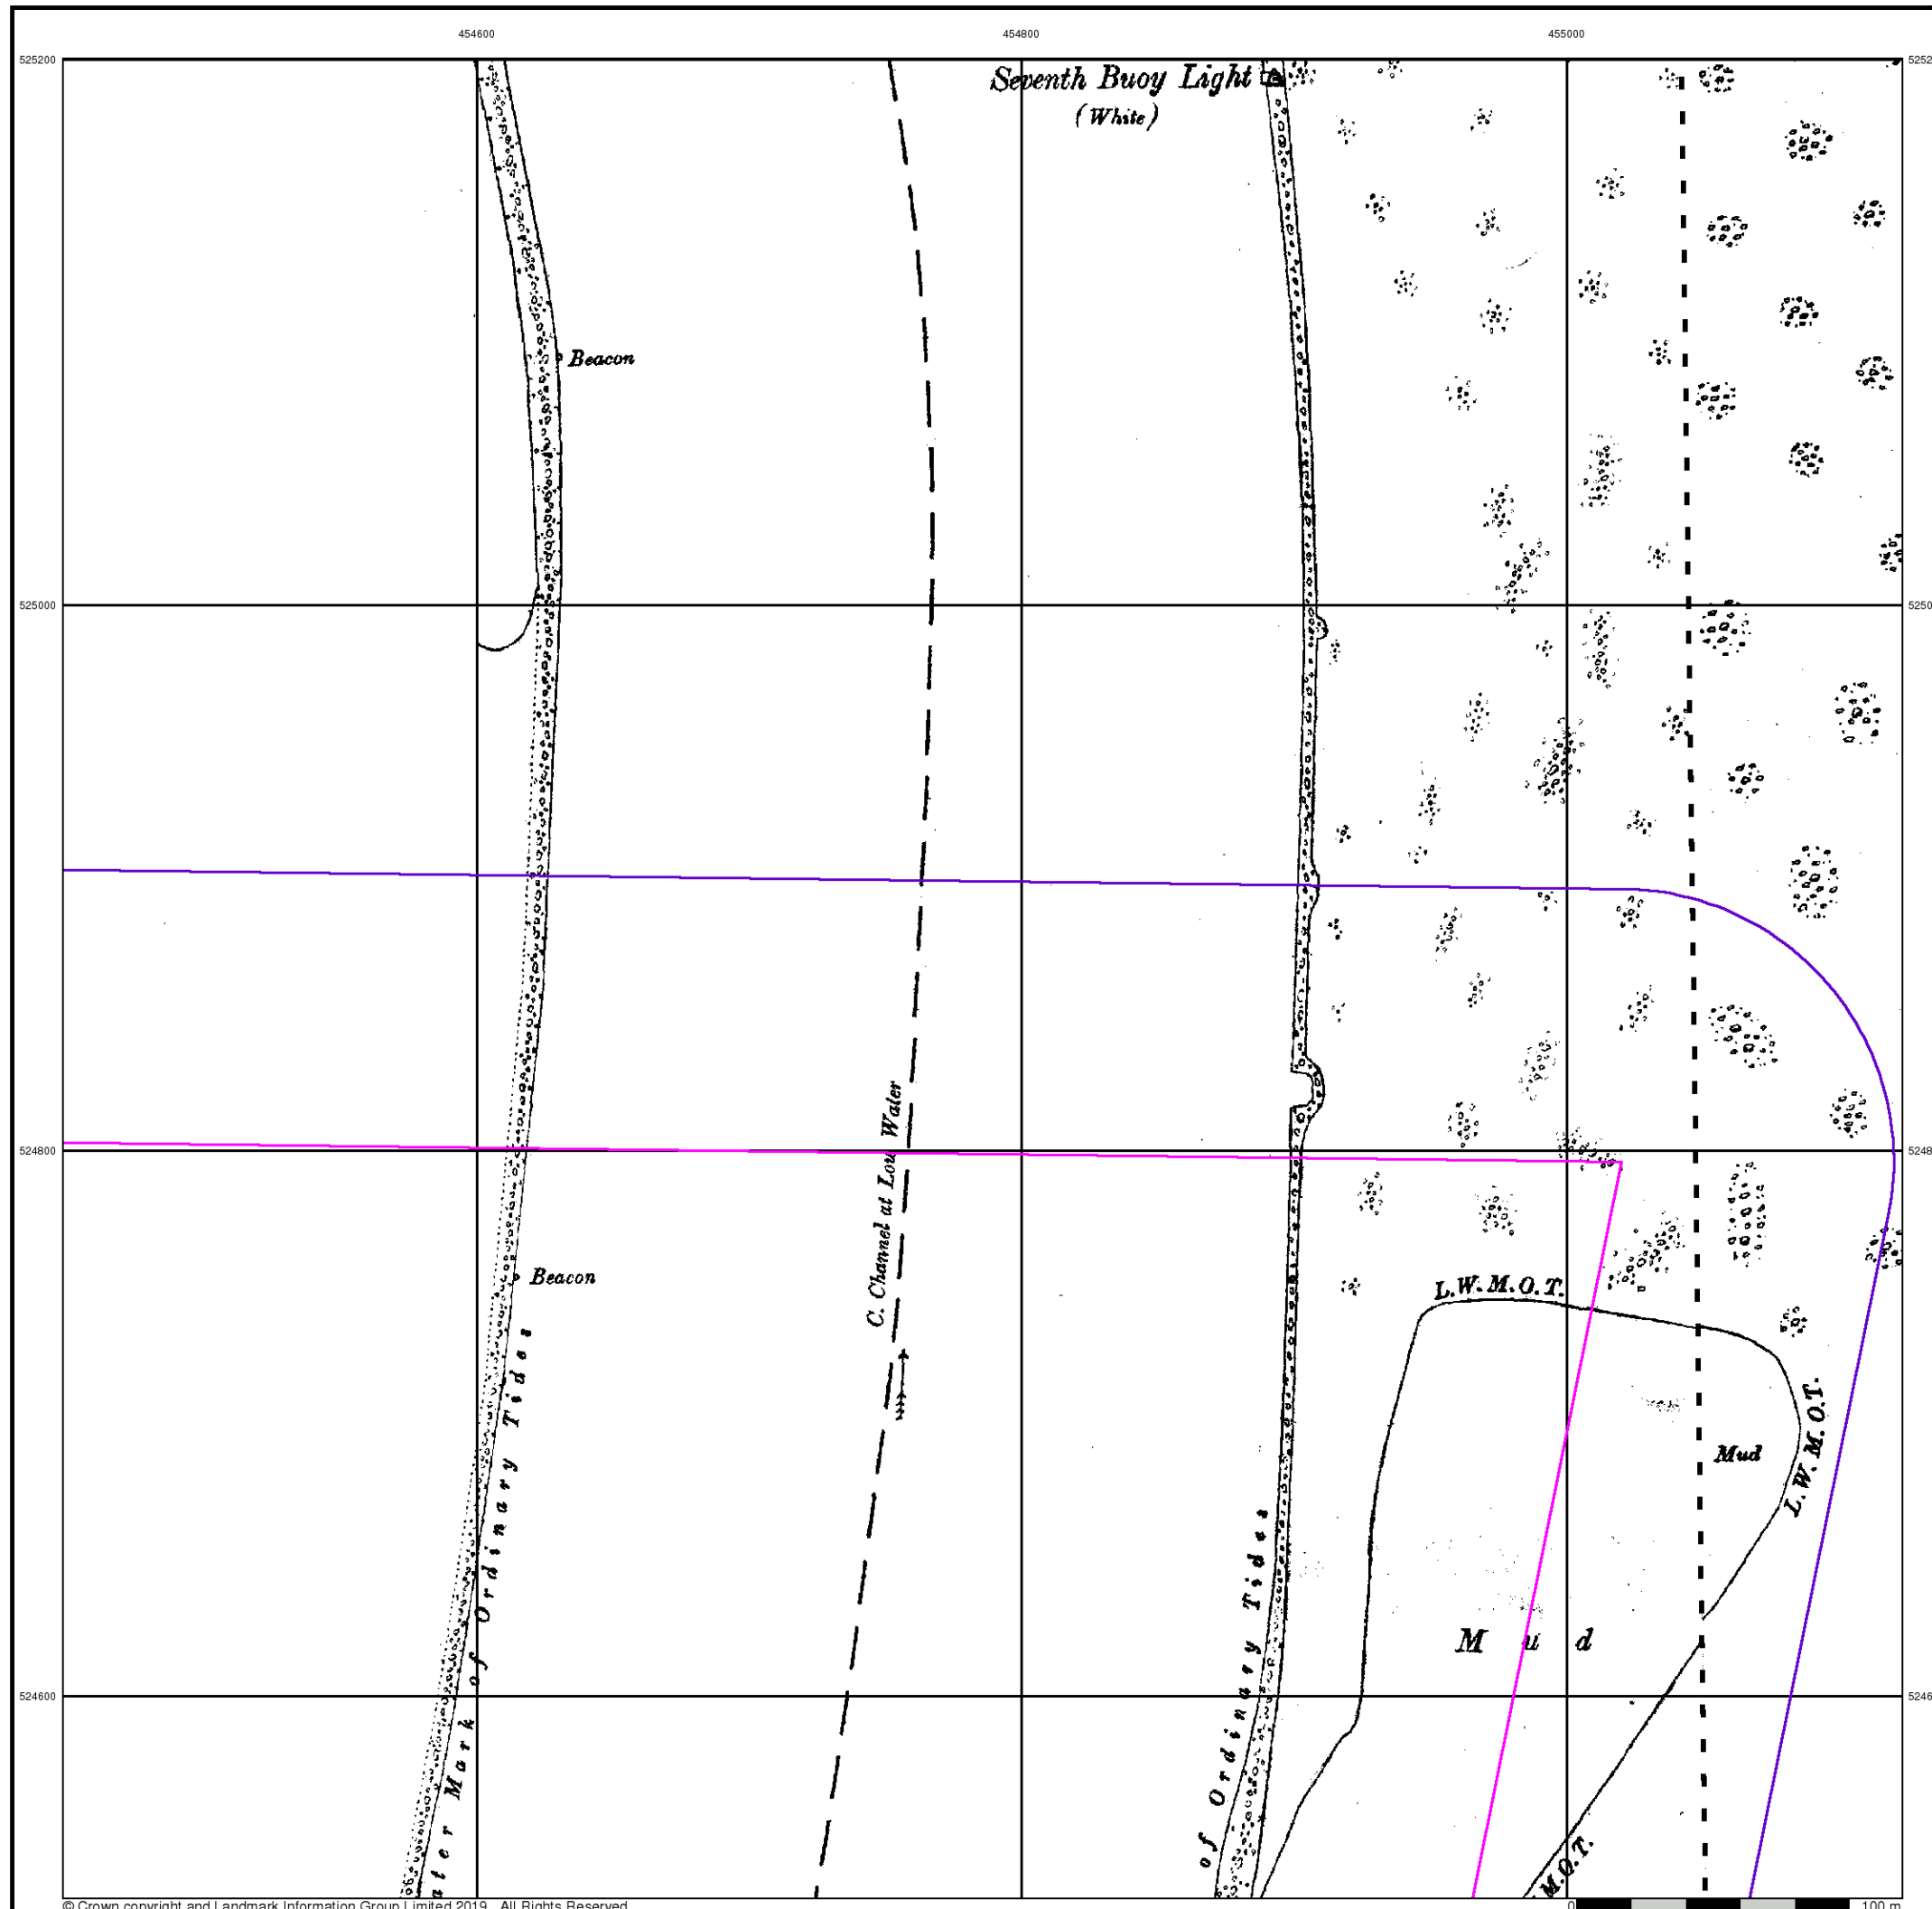 454600 454800 455000
525200
Seventh Buoy Light
(White)
Beacon
525000
C. Channel at Low Water
524800
Beacon
L.W.M.O.T.
Mud
L.W.M.O.T.
ater Mark of Ordinary Tides
of Ordinary Tides
M u d
524600
M.O.T.
© Crown copyright and Landmark Information Group Limited 2019. All Rights Reserved.
0 100 m